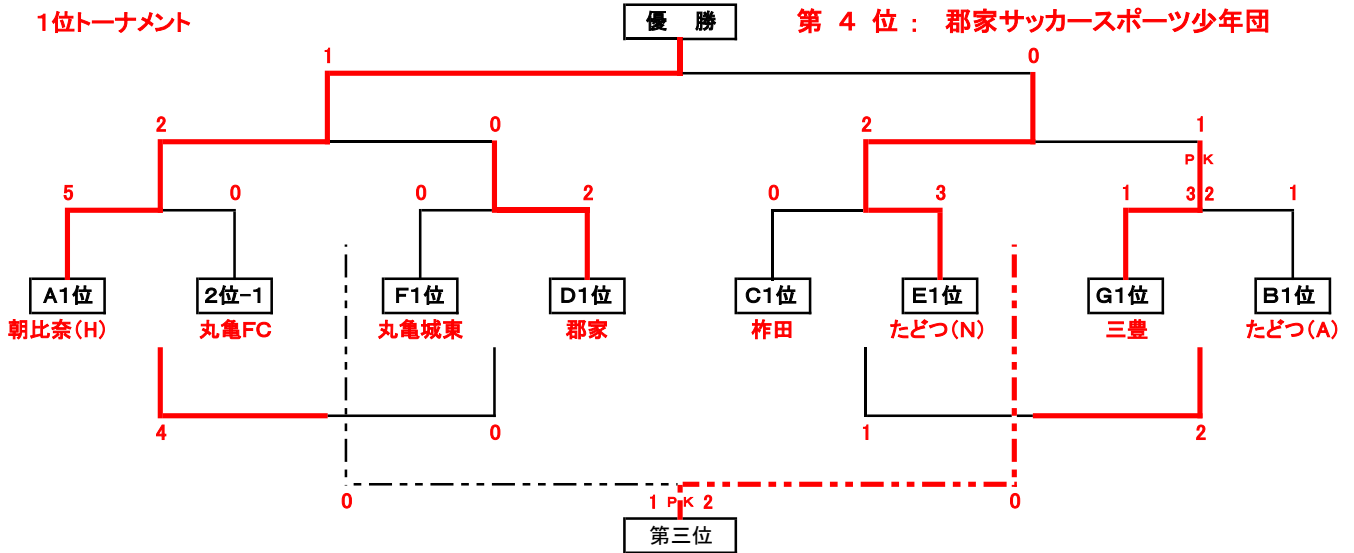 1位トーナメント
優 勝
第 4 位 : 郡家サッカースポーツ少年団
1 0
2 0 2 1
P K
5 0 0 2 0 3 1 3 2 1
A1位 2位-1 F1位 D1位 C1位 E1位 G1位 B1位
朝比奈(H) 丸亀FC 丸亀城東 郡家 柞田 たどつ(N) 三豊 たどつ(A)
4 0 1 2
0 1 P K 2 0
第三位